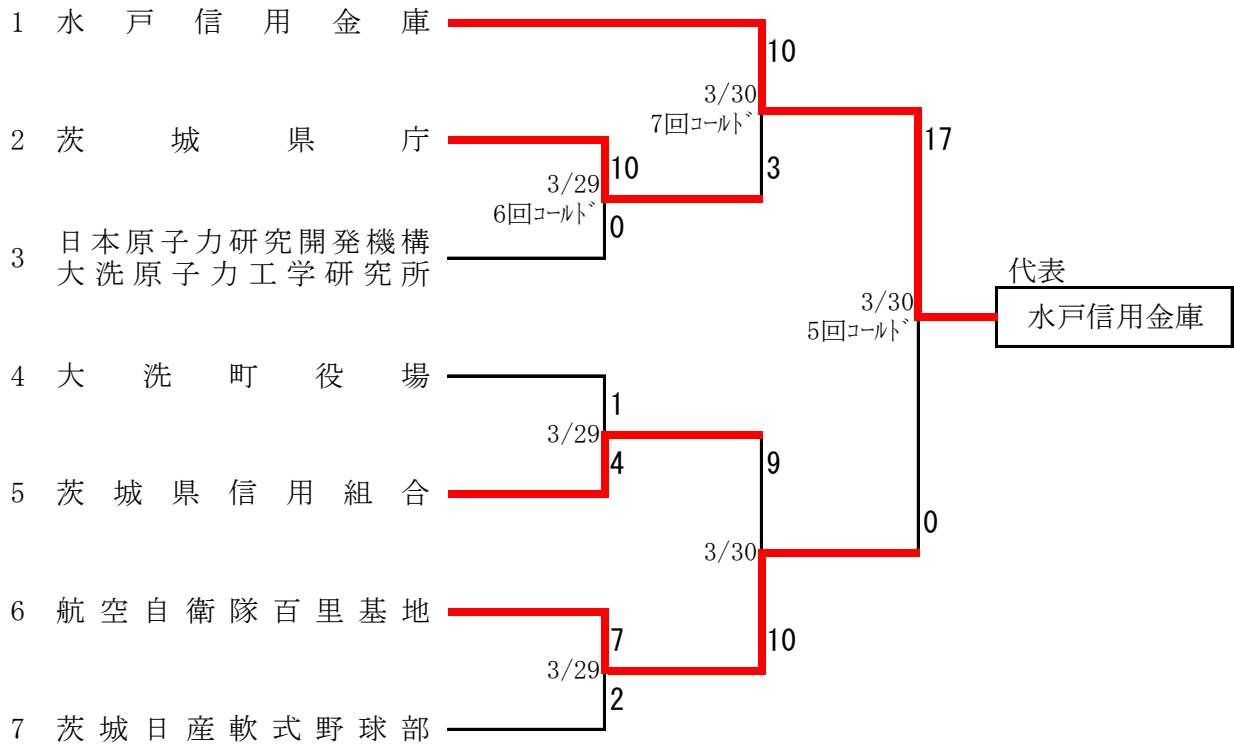 1 水戸信用金庫
10
3/30
7回コールド
2 茨城県庁
17
10
3
3/29
6回コールド
0
3 日本原子力研究開発機構
大洗原子力工学研究所
代表
3/30
水戸信用金庫
5回コールド
4 大洗町役場
1
3/29
4
9
5 茨城県信用組合
0
3/30
6 航空自衛隊百里基地
7
10
3/29
2
7 茨城日産軟式野球部